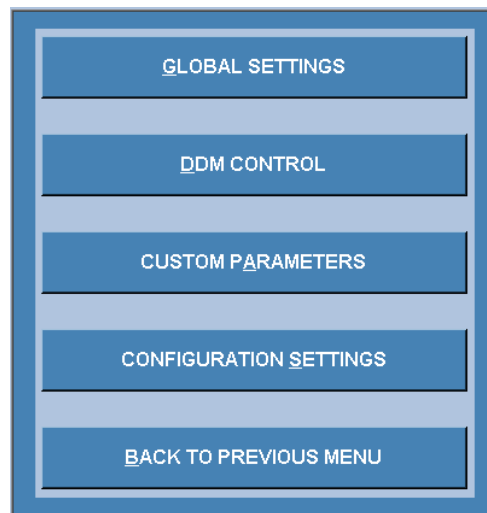 GLOBAL SETTINGS
DDM CONTROL
CUSTOM PARAMETERS
CONFIGURATION SETTINGS
BACK TO PREVIOUS MENU